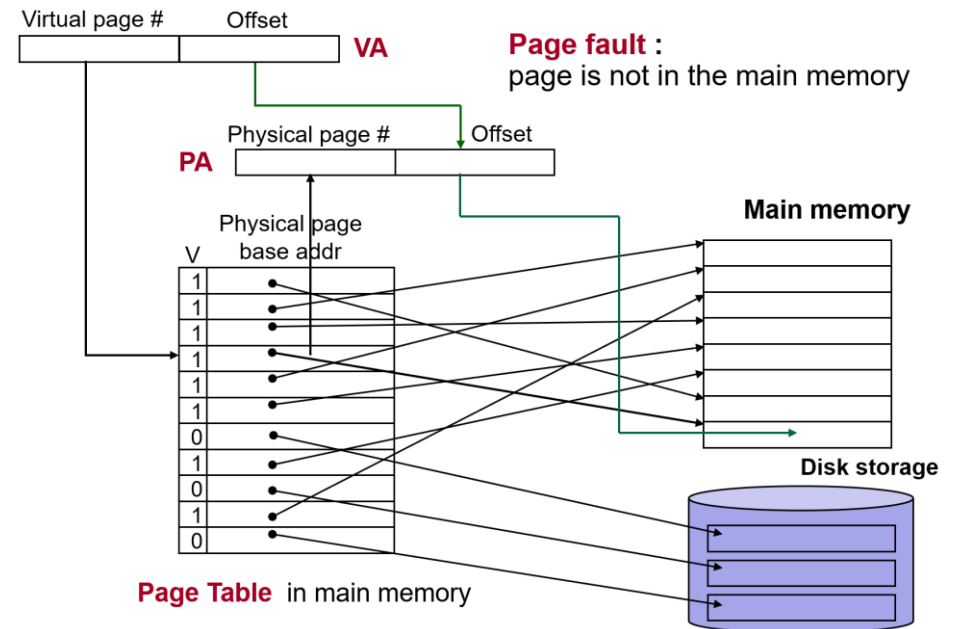 Virtual page # Offset
VA
Page fault :
page is not in the main memory
Physical page # Offset
PA
Main memory
Physical page
base addr
V
1
1
1
1
1
1
0
1
0
1
0
Disk storage
Page Table in main memory